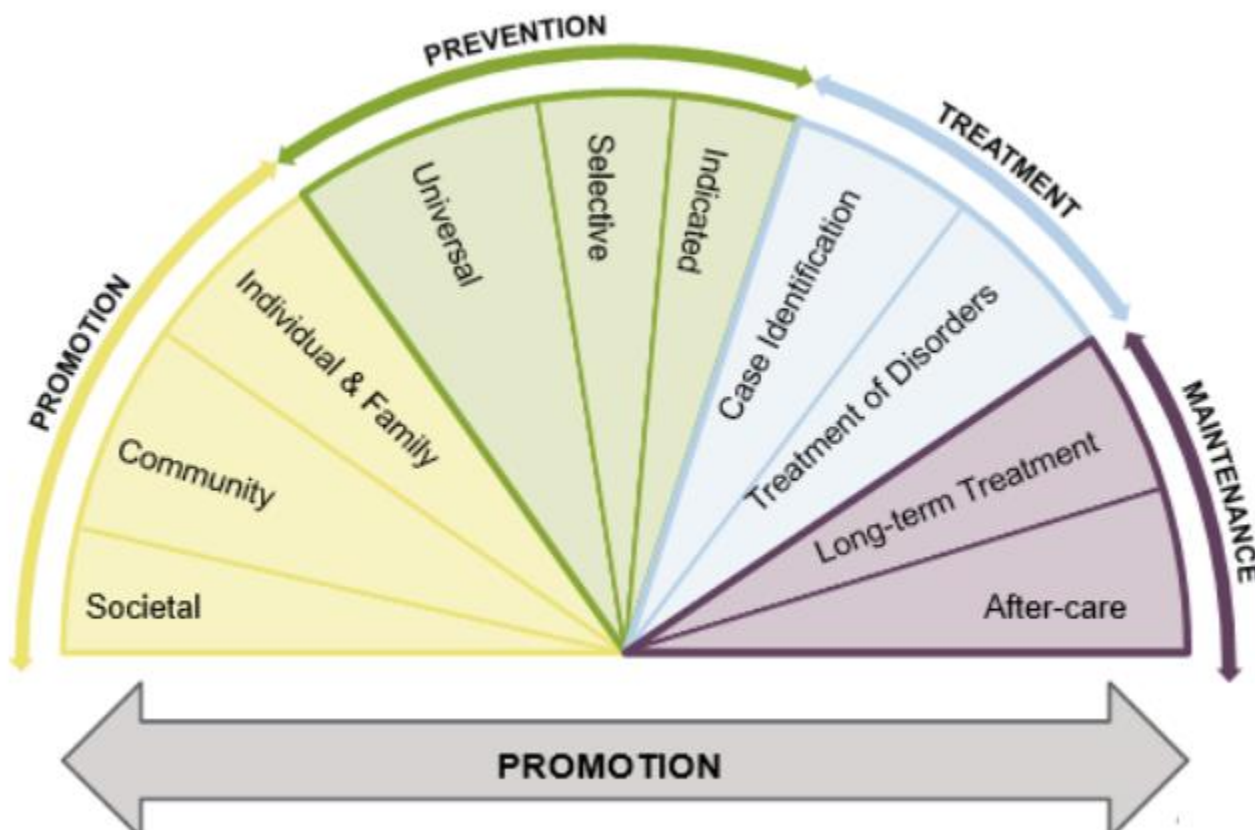 PROMOTION
PREVENTION
TREATMENT
MAINTENANCE
Societal
Community
Individual & Family
Universal
Selective
Indicated
Case Identification
Treatment of Disorders
Long-term Treatment
After-care
PROMOTION